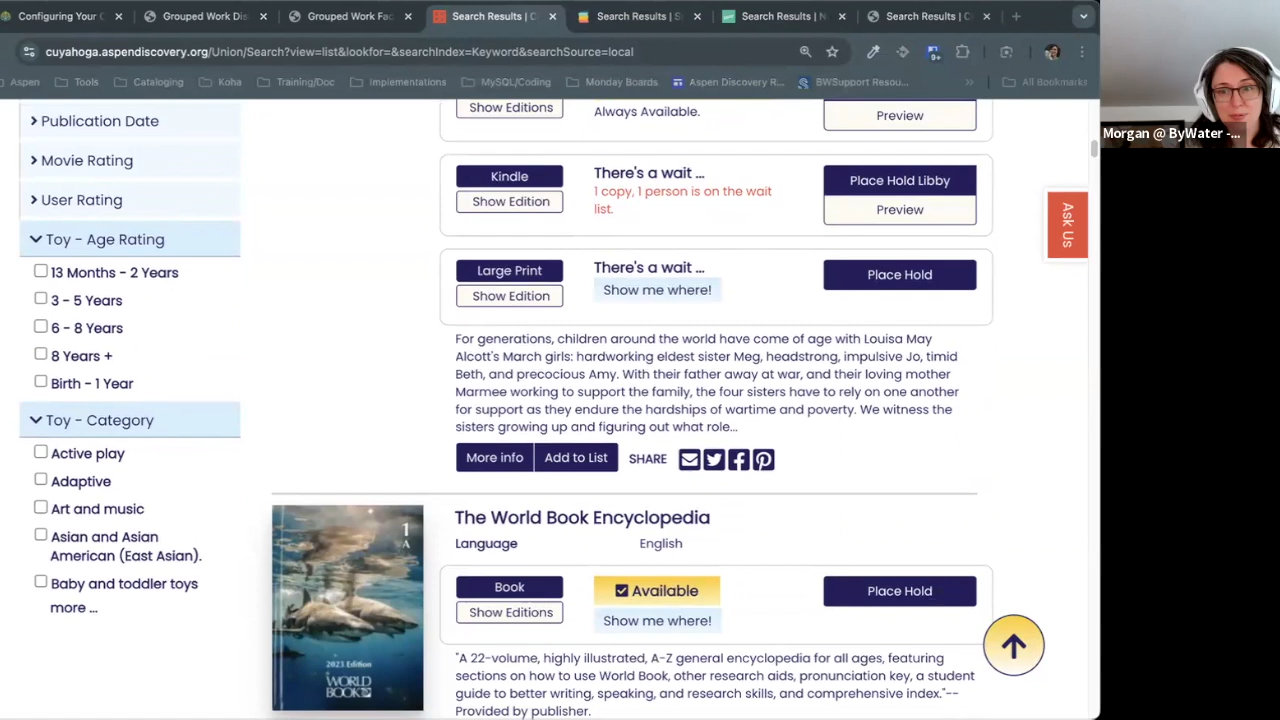 Configuring Your C
Grouped Work Dis
Grouped Work Fac
Search Results | C
Search Results | S
Search Results | N
Search Results | C
cuyahoga.aspendiscovery.org/Union/Search?view=list&lookfor=&searchIndex=Keyword&searchSource=local
9+
Aspen
Tools
Cataloging
Koha
Training/Doc
Implementations
MySQL/Coding
Monday Boards
Aspen Discovery R...
BWSupport Resou...
All Bookmarks
Publication Date
Movie Rating
User Rating
Toy - Age Rating
13 Months - 2 Years
3 - 5 Years
6 - 8 Years
8 Years +
Birth - 1 Year
Toy - Category
Active play
Adaptive
Art and music
Asian and Asian
American (East Asian).
Baby and toddler toys
more ...
Show Editions
Always Available.
Preview
Kindle
Show Edition
There's a wait ...
1 copy, 1 person is on the wait
list.
Place Hold Libby
Preview
Large Print
Show Edition
There's a wait ...
Show me where!
Place Hold
For generations, children around the world have come of age with Louisa May
Alcott's March girls: hardworking eldest sister Meg, headstrong, impulsive Jo, timid
Beth, and precocious Amy. With their father away at war, and their loving mother
Marmee working to support the family, the four sisters have to rely on one another
for support as they endure the hardships of wartime and poverty. We witness the
sisters growing up and figuring out what role...
More info
Add to List
SHARE
1
A
2023 Edition
WORLD
BOOK
The World Book Encyclopedia
Language English
Book
Show Editions
Available
Show me where!
Place Hold
"A 22-volume, highly illustrated, A-Z general encyclopedia for all ages, featuring
sections on how to use World Book, other research aids, pronunciation key, a student
guide to better writing, speaking, and research skills, and comprehensive index."--
Provided by publisher.
Ask Us
Morgan @ ByWater -...